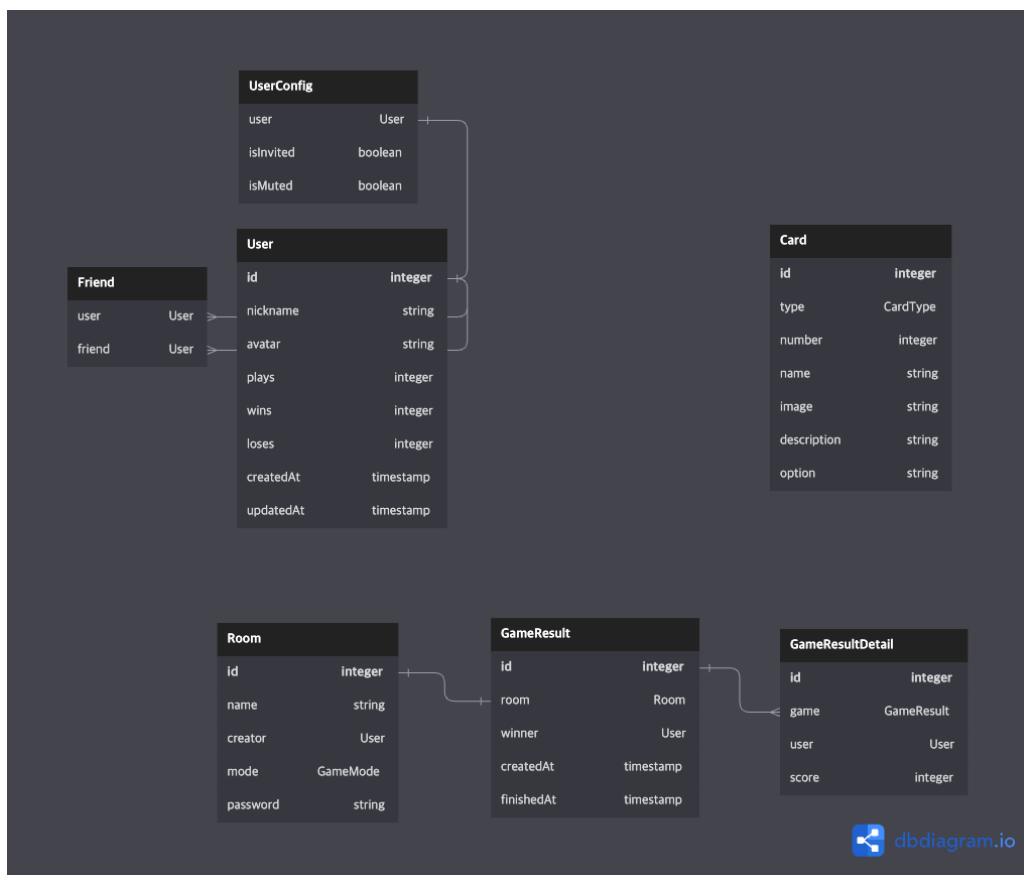 UserConfig
user User
isInvited boolean
isMuted boolean
User
id integer
nickname string
avatar string
plays integer
wins integer
loses integer
createdAt timestamp
updatedAt timestamp
Friend
user User
friend User
Card
id integer
type CardType
number integer
name string
image string
description string
option string
Room
id integer
name string
creator User
mode GameMode
password string
GameResult
id integer
room Room
winner User
createdAt timestamp
finishedAt timestamp
GameResultDetail
id integer
game GameResult
user User
score integer
dbdiagram.io